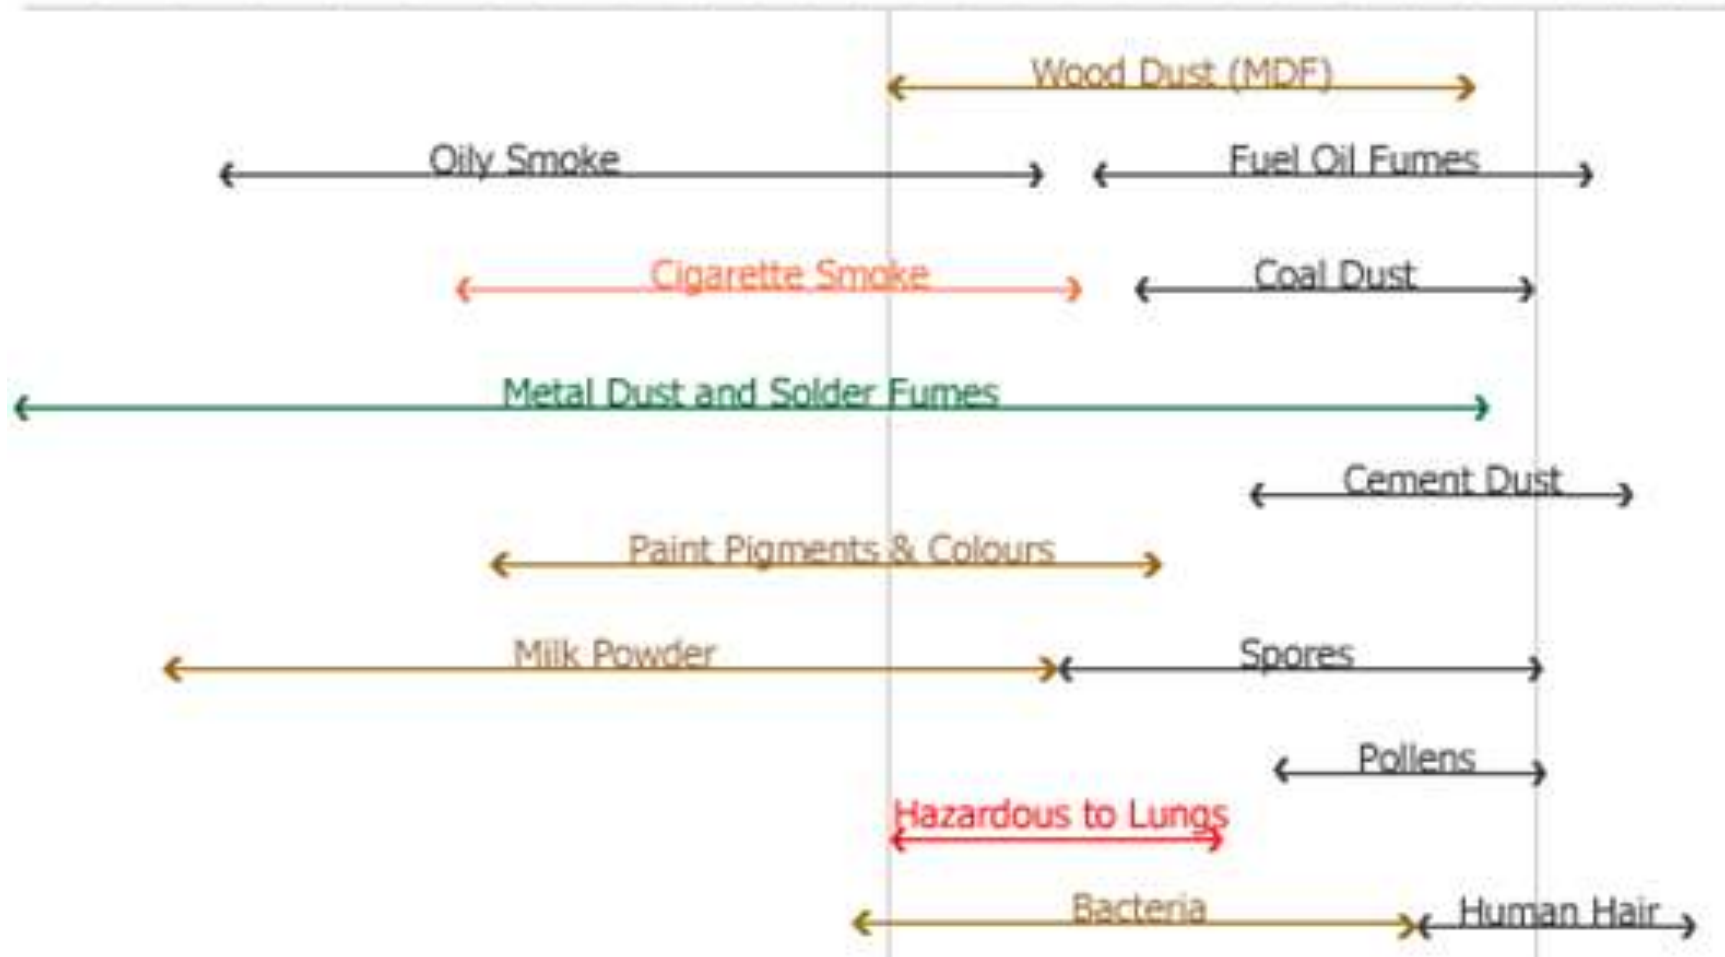 Wood Dust (MDF)
Oily Smoke
Fuel Oil Fumes
Cigarette Smoke
Coal Dust
Metal Dust and Solder Fumes
Cement Dust
Paint Pigments & Colours
Milk Powder
Spores
Pollens
Hazardous to Lungs
Bacteria
Human Hair